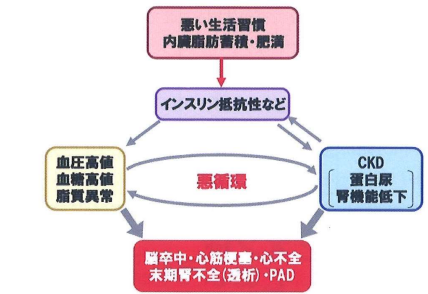 悪い生活習慣
内臓脂肪蓄積・肥満
インスリン抵抗性など
血圧高値
血糖高値
脂質異常
悪循環
CKD
蛋白尿
腎機能低下
脳卒中・心筋梗塞・心不全
末期腎不全(透析)・PAD